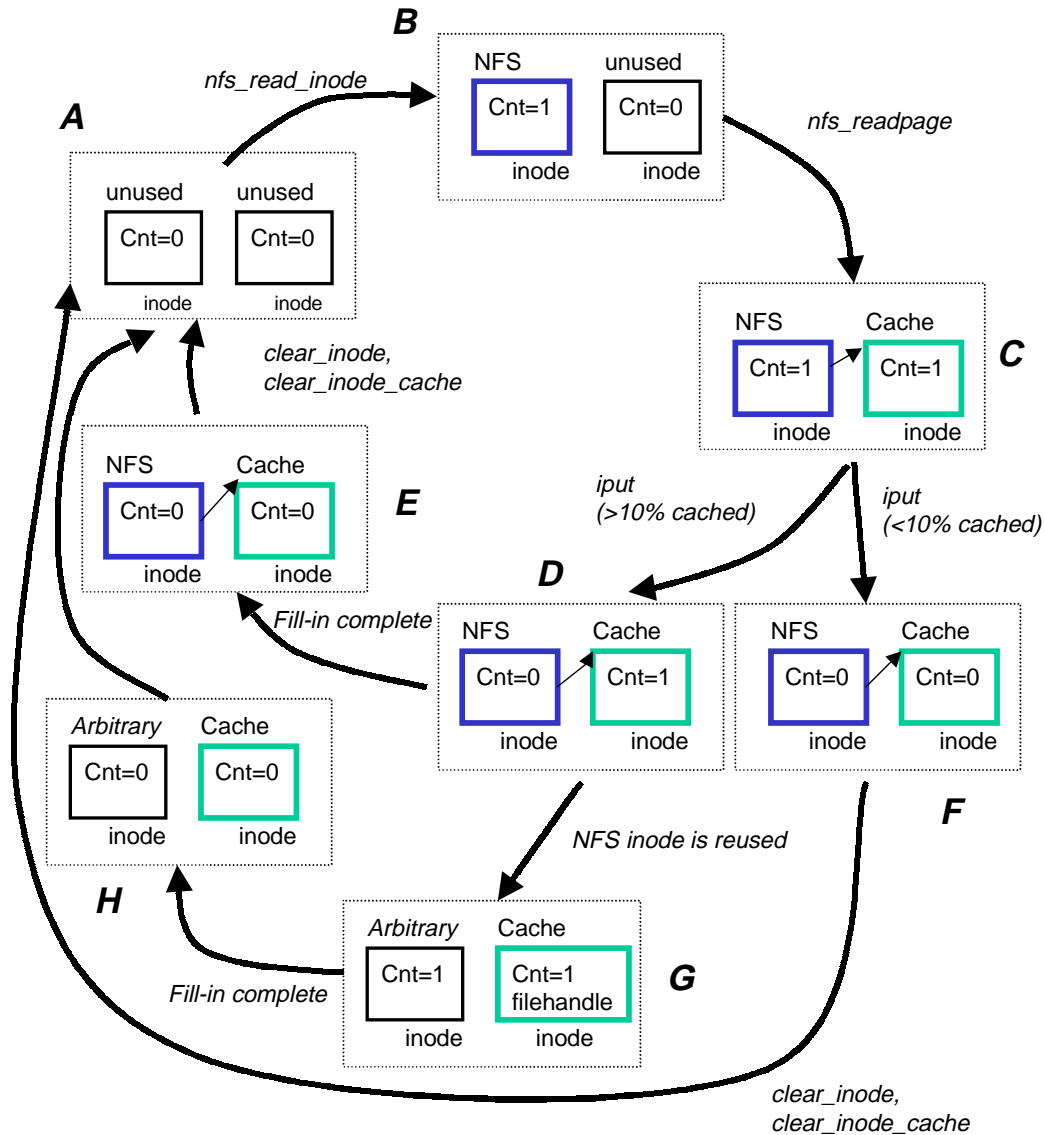 B
NFS
unused
Cnt=1
Cnt=0
inode
inode
nfs_read_inode
nfs_readpage
A
unused
unused
Cnt=0
Cnt=0
inode
inode
NFS
Cache
Cnt=1
Cnt=1
inode
inode
C
clear_inode,
clear_inode_cache
NFS
Cache
Cnt=0
Cnt=0
inode
inode
E
iput
(>10% cached)
iput
(<10% cached)
D
Fill-in complete
NFS
Cache
Cnt=0
Cnt=1
inode
inode
NFS
Cache
Cnt=0
Cnt=0
inode
inode
F
Arbitrary
Cache
Cnt=0
Cnt=0
inode
inode
H
NFS inode is reused
Arbitrary
Cache
Cnt=1
Cnt=1
filehandle
inode
inode
G
Fill-in complete
clear_inode,
clear_inode_cache